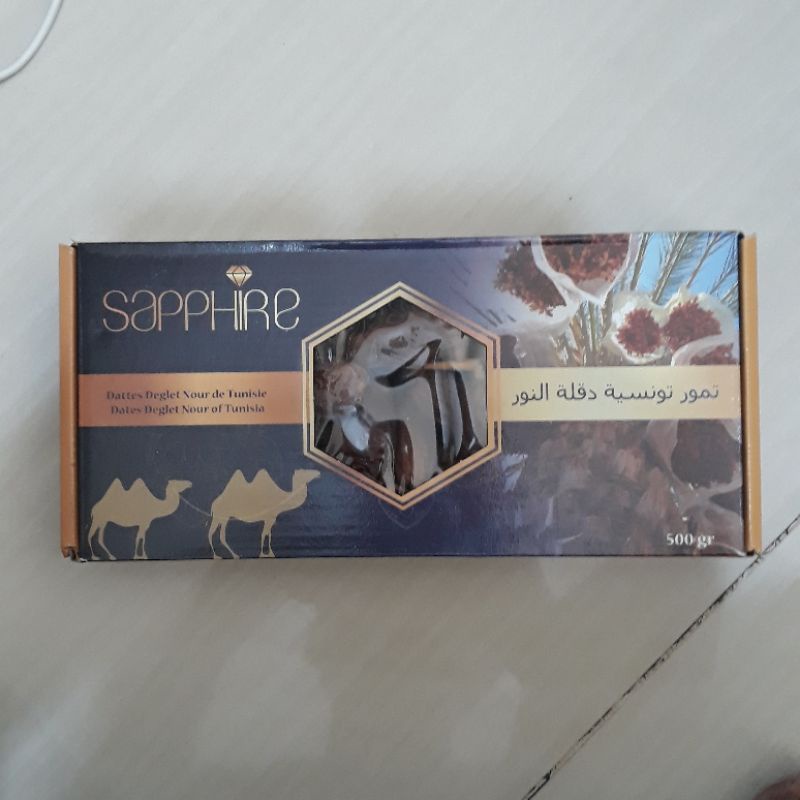 SAPPHIRE
Dattes Deglet Nour de Tunisie
Dates Deglet Nour of Tunisia
تمور تونسية دقلة النور
500 gr